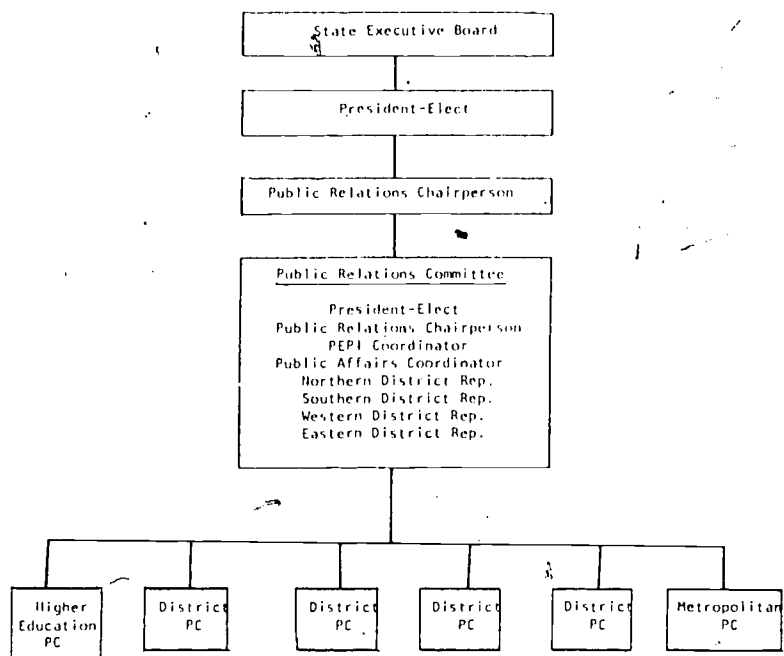 State Executive Board
President-Elect
Public Relations Chairperson
Public Relations Committee
President-Elect
Public Relations Chairperson
PEPI Coordinator
Public Affairs Coordinator
Northern District Rep.
Southern District Rep.
Western District Rep.
Eastern District Rep.
Higher Education PC
District PC
District PC
District PC
District PC
Metropolitan PC